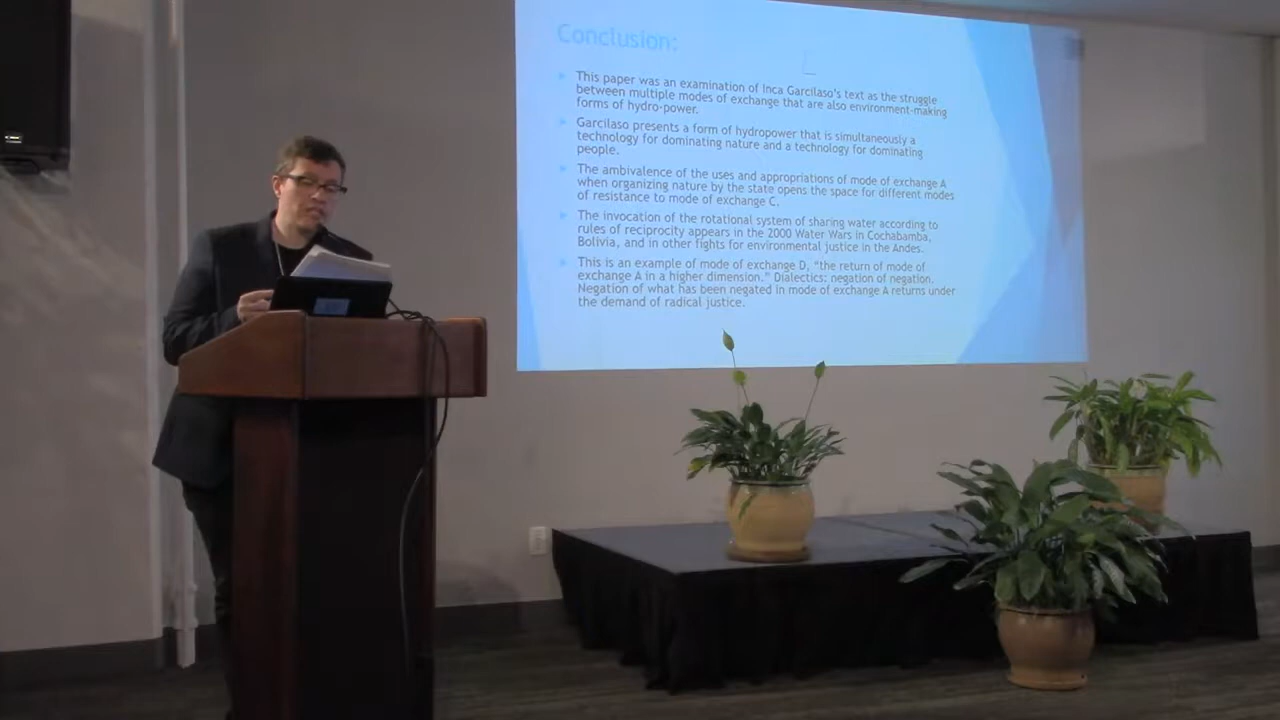 Conclusion:
This paper was an examination of Inca Garcilaso's text as the struggle
between multiple modes of exchange that are also environment-making
forms of hydro-power.
Garcilaso presents a form of hydropower that is simultaneously a
technology for dominating nature and a technology for dominating
people.
The ambivalence of the uses and appropriations of mode of exchange A
when organizing nature by the state opens the space for different modes
of resistance to mode of exchange C.
The invocation of the rotational system of sharing water according to
rules of reciprocity appears in the 2000 Water Wars in Cochabamba,
Bolivia, and in other fights for environmental justice in the Andes.
This is an example of mode of exchange D, "the return of mode of
exchange A in a higher dimension." Dialectics: negation of negation.
Negation of what has been negated in mode of exchange A returns under
the demand of radical justice.